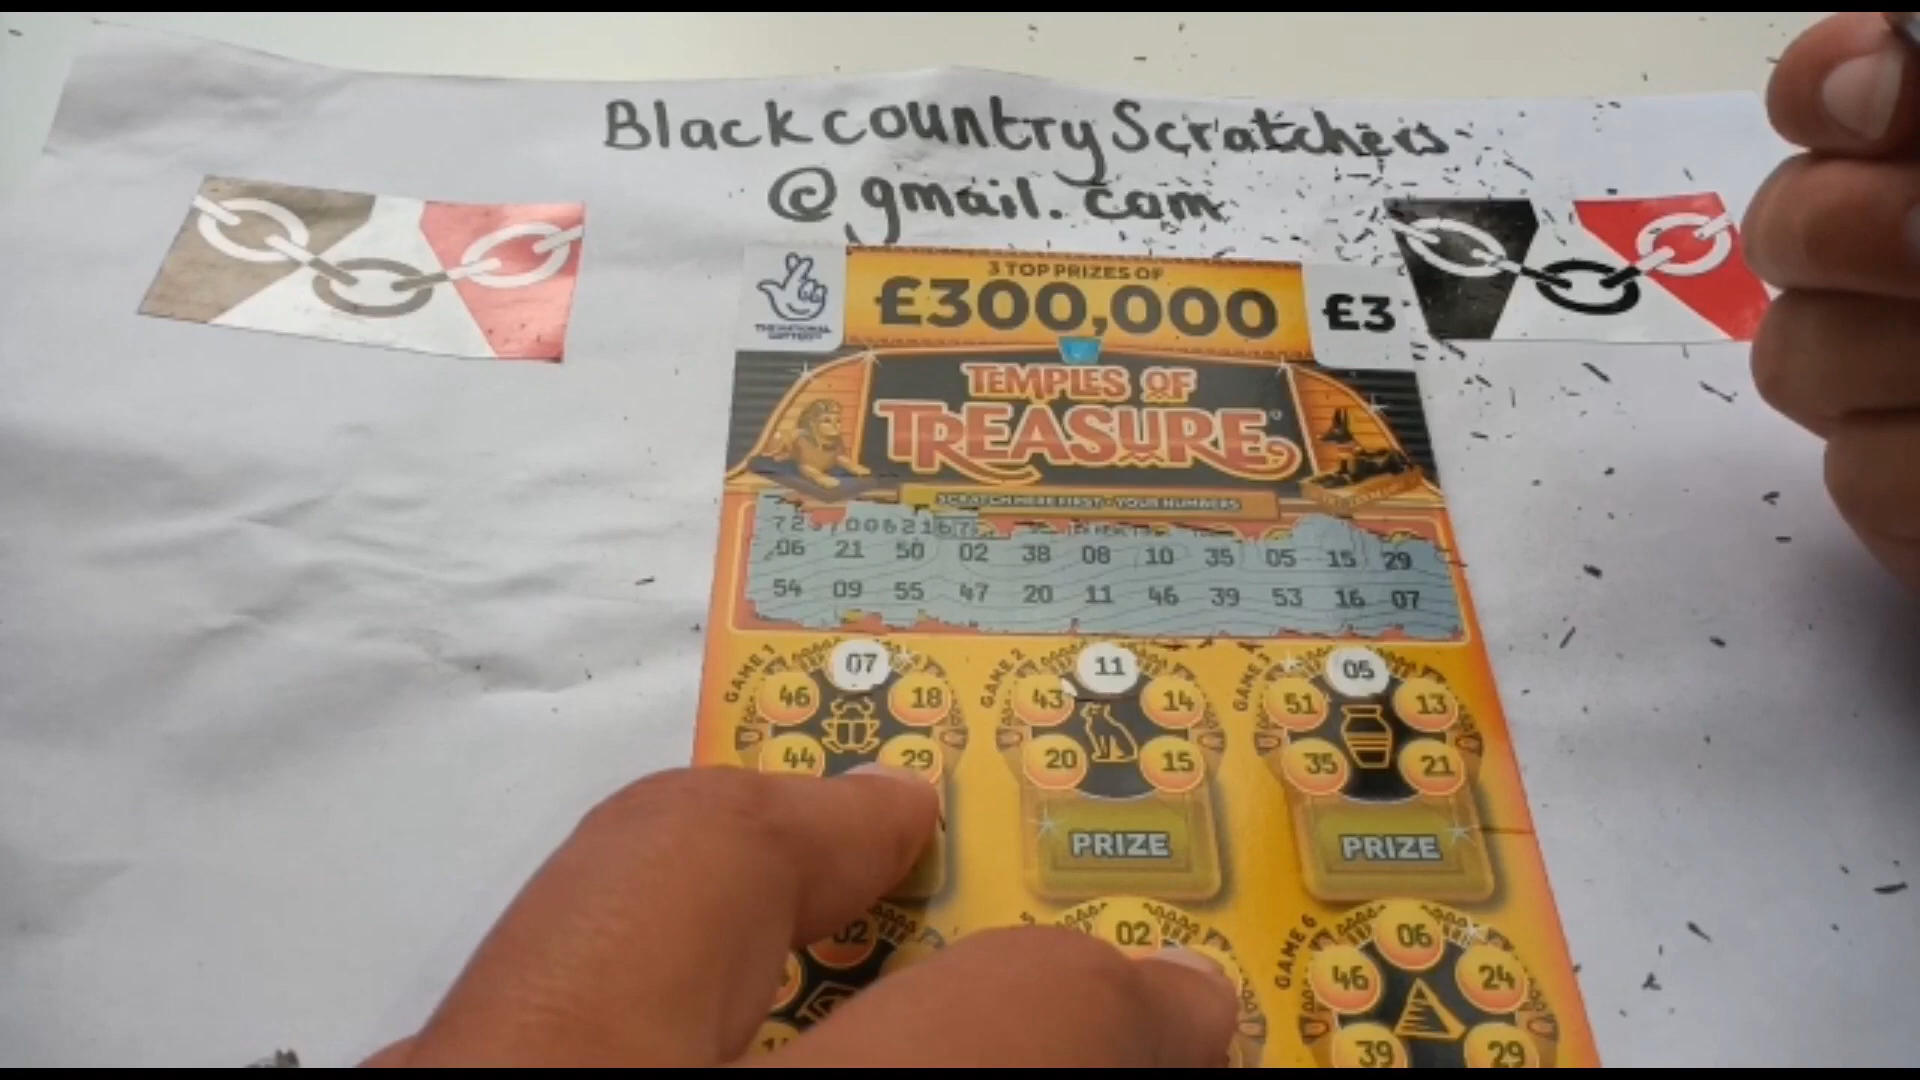 Blackcountry Scratchers
@gmail.com
3 TOP PRIZES OF
£300,000
£3
THE NATIONAL
LOTTERY
TEMPLES OF
TREASURE
SCRATCH HERE FIRST - YOUR NUMBERS
06 21 50 02 38 08 10 35 05 15 29
54 09 55 47 20 11 46 39 53 16 07
GAME 1
07
46 18
44 29
GAME 2
11
43 14
20 15
PRIZE
GAME 3
05
51 13
35 21
PRIZE
02
02
GAME 6
06
46 24
39 29